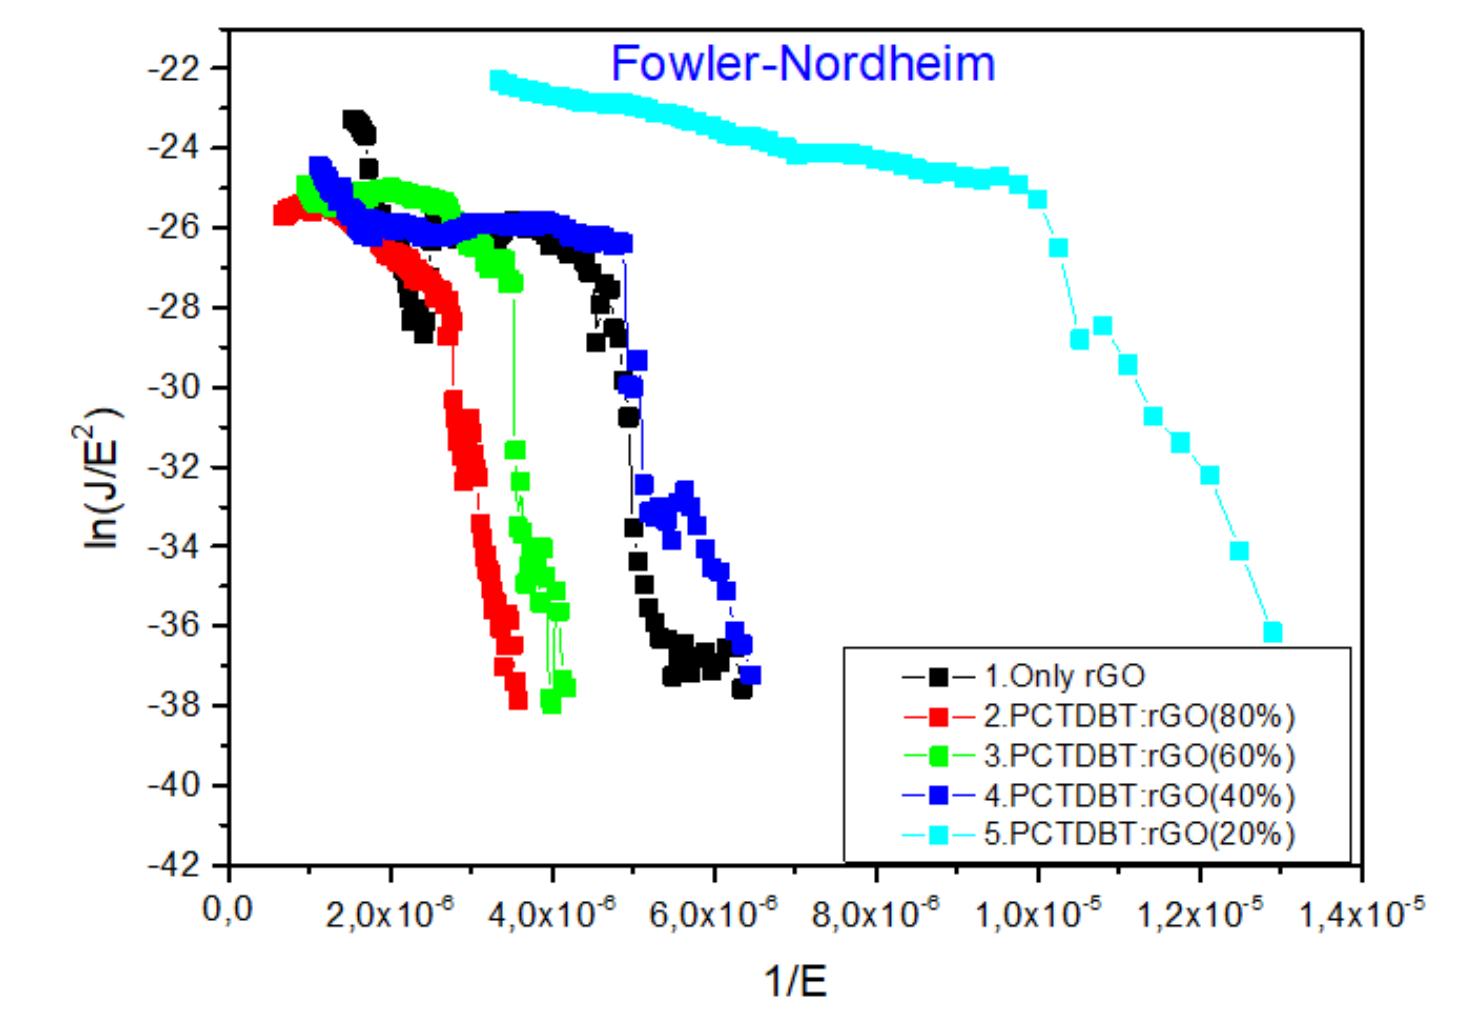 Fowler-Nordheim
-22
-24
-26
-28
-30
-32
-34
-36
-38
-40
-42
ln(J/E²)
1.Only rGO
2.PCTDBT:rGO(80%)
3.PCTDBT:rGO(60%)
4.PCTDBT:rGO(40%)
5.PCTDBT:rGO(20%)
0,0 2,0x10⁻⁶ 4,0x10⁻⁶ 6,0x10⁻⁶ 8,0x10⁻⁶ 1,0x10⁻⁵ 1,2x10⁻⁵ 1,4x10⁻⁵
1/E